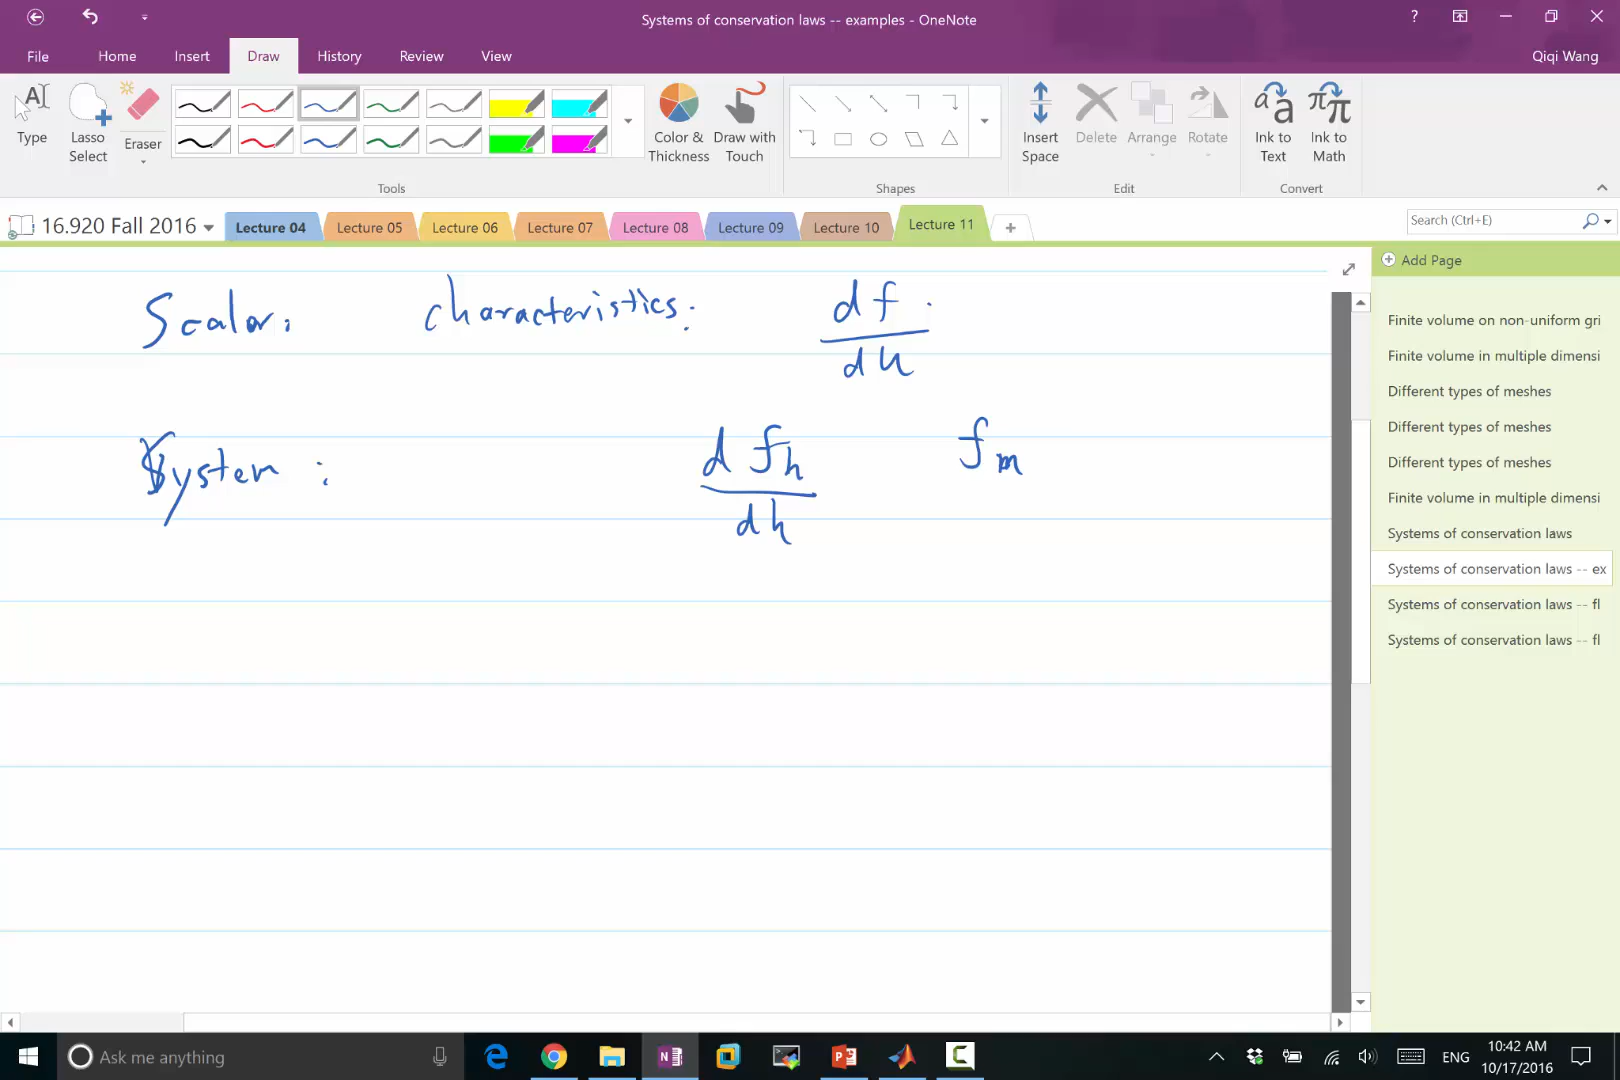 Systems of conservation laws -- examples - OneNote
File Home Insert Draw History Review View
Qiqi Wang
Type
Lasso Select
Eraser
Color & Thickness
Draw with Touch
Insert Space
Delete
Arrange
Rotate
Ink to Text
Ink to Math
Tools
Shapes
Edit
Convert
16.920 Fall 2016
Lecture 04
Lecture 05
Lecture 06
Lecture 07
Lecture 08
Lecture 09
Lecture 10
Lecture 11
Search (Ctrl+E)
Add Page
Finite volume on non-uniform gri
Finite volume in multiple dimensi
Different types of meshes
Different types of meshes
Different types of meshes
Finite volume in multiple dimensi
Systems of conservation laws
Systems of conservation laws -- ex
Systems of conservation laws -- fl
Systems of conservation laws -- fl
Scalar: characteristics: df
du
System: d f_h f_m
dh
Ask me anything
ENG
10:42 AM
10/17/2016